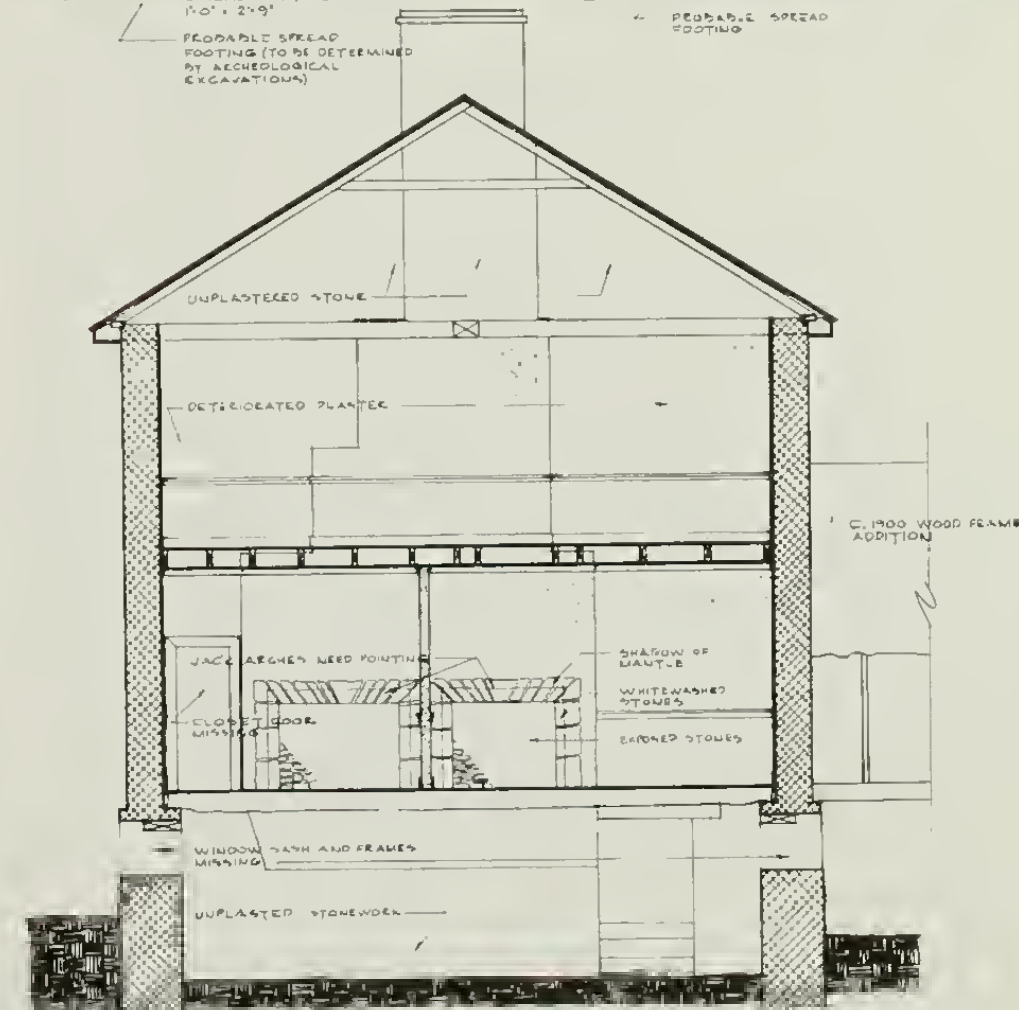 1'-0" x 2'-9"
PROBABLE SPREAD
FOOTING (TO BE DETERMINED
BY ARCHEOLOGICAL
EXCAVATIONS)
PROBABLE SPREAD
FOOTING
UNPLASTERED STONE
DETERIORATED PLASTER
C. 1900 WOOD FRAME
ADDITION
JACK ARCHES NEED POINTING
SHADOW OF
MANTLE
WHITEWASHED
STONES
CLOSET DOOR
MISSING
EXPOSED STONES
WINDOW SASH AND FRAMES
MISSING
UNPLASTED STONEWORK